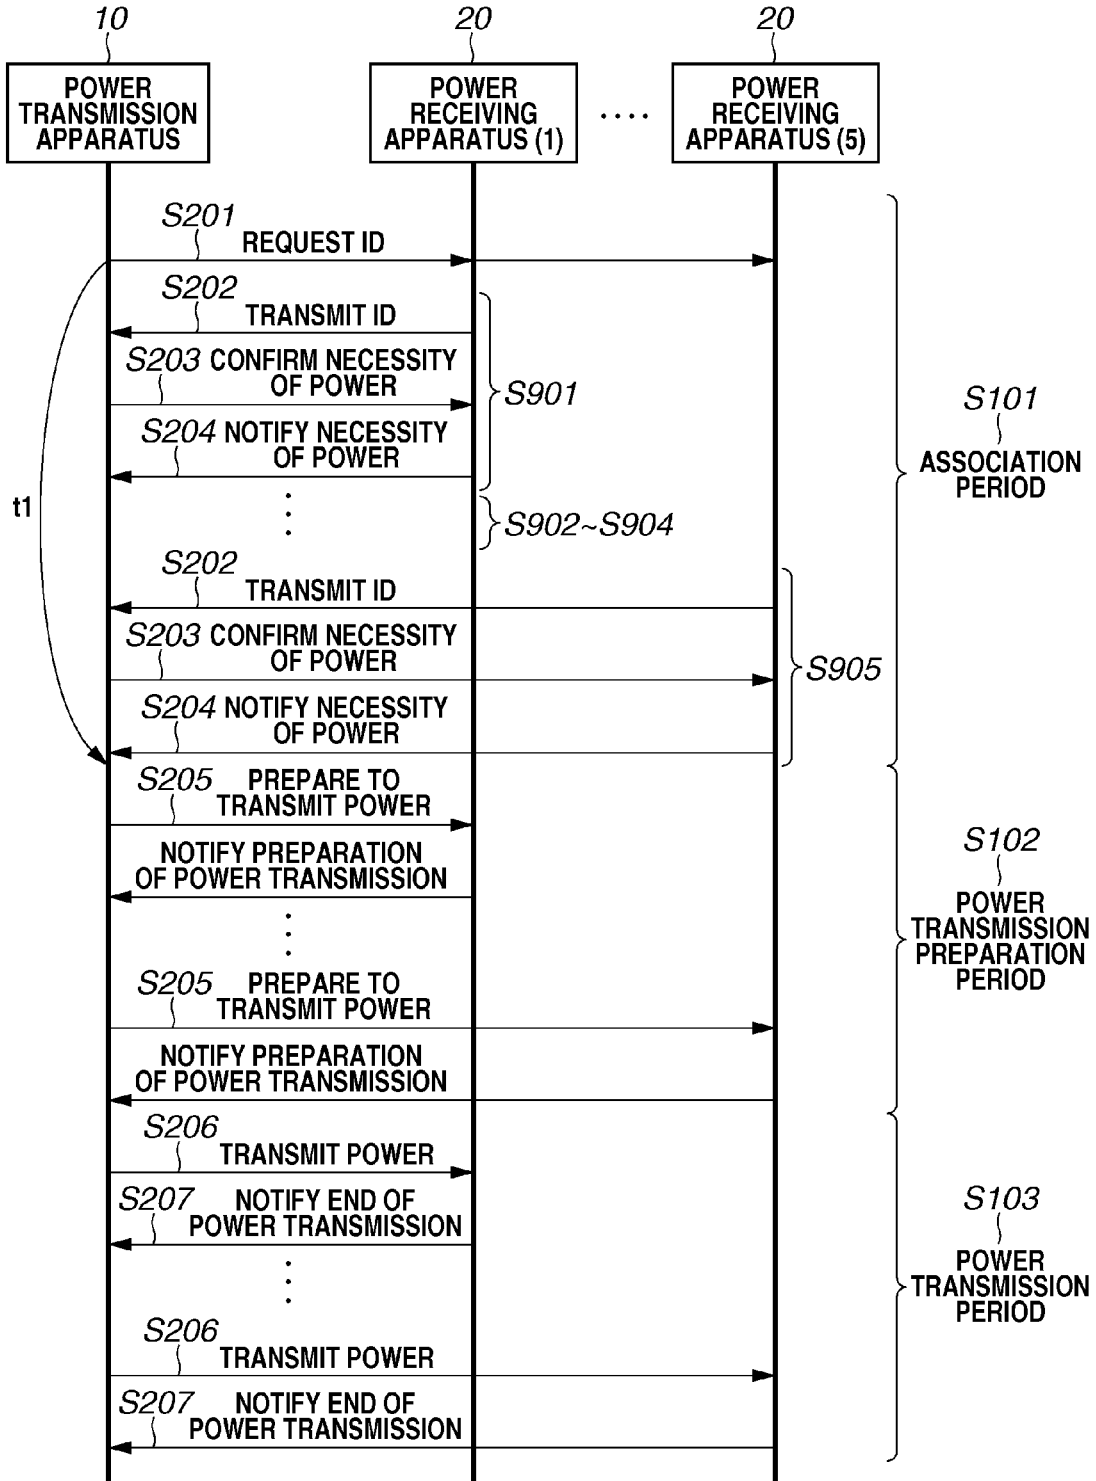 10
20
20
POWER
TRANSMISSION
APPARATUS
POWER
RECEIVING
APPARATUS (1)
POWER
RECEIVING
APPARATUS (5)
S201
REQUEST ID
S202
TRANSMIT ID
S203 CONFIRM NECESSITY
OF POWER
S901
S204 NOTIFY NECESSITY
OF POWER
S101
ASSOCIATION
PERIOD
t1
S902~S904
S202
TRANSMIT ID
S203 CONFIRM NECESSITY
OF POWER
S905
S204 NOTIFY NECESSITY
OF POWER
S205 PREPARE TO
TRANSMIT POWER
NOTIFY PREPARATION
OF POWER TRANSMISSION
S102
POWER
TRANSMISSION
PREPARATION
PERIOD
S205 PREPARE TO
TRANSMIT POWER
NOTIFY PREPARATION
OF POWER TRANSMISSION
S206
TRANSMIT POWER
S207 NOTIFY END OF
POWER TRANSMISSION
S103
POWER
TRANSMISSION
PERIOD
S206
TRANSMIT POWER
S207 NOTIFY END OF
POWER TRANSMISSION